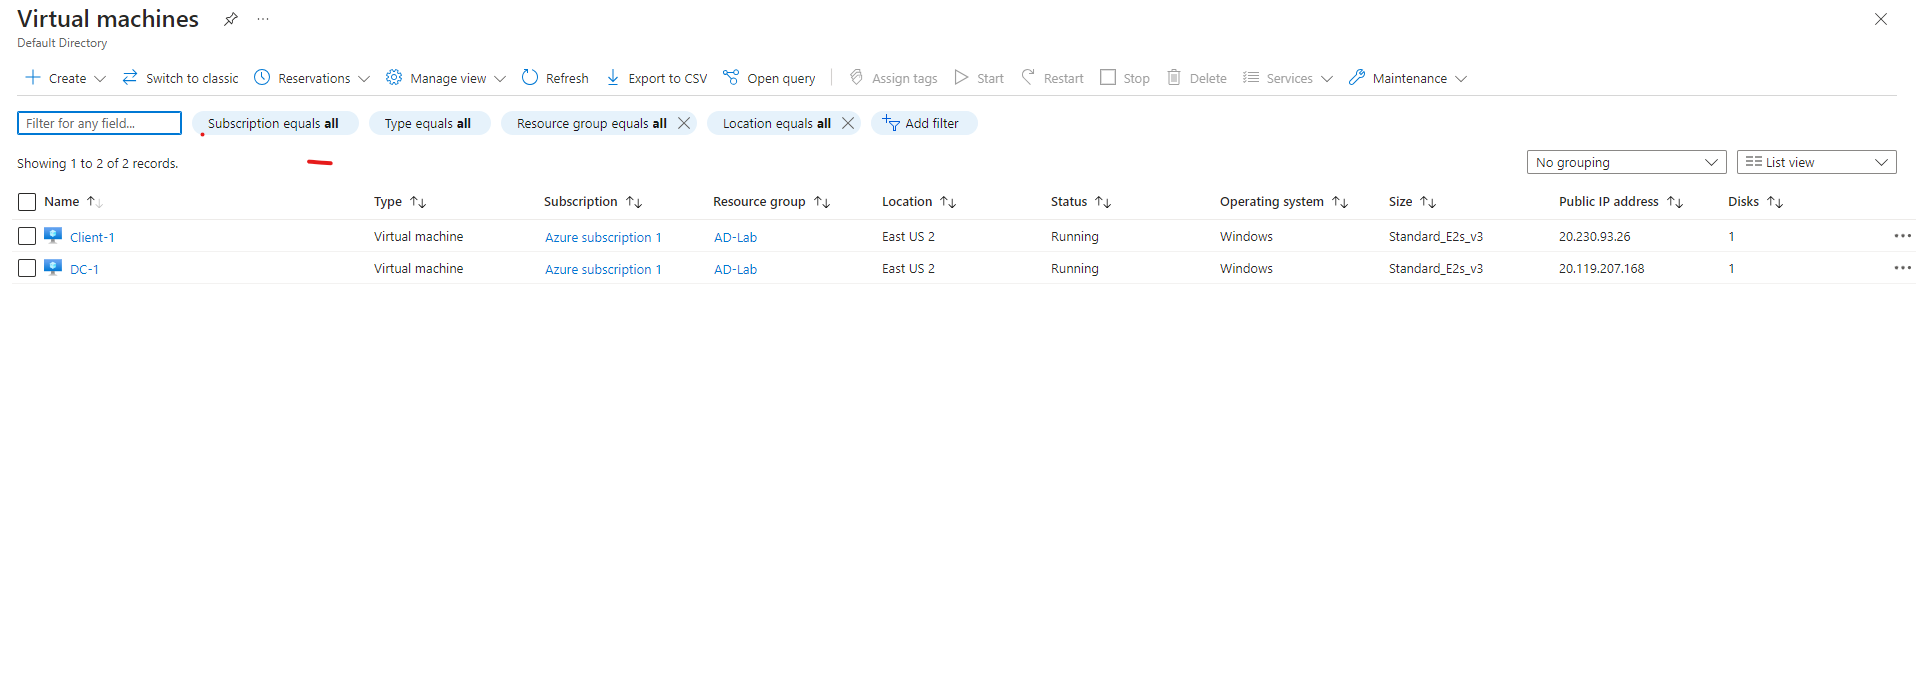 Virtual machines
Default Directory
Create Switch to classic Reservations Manage view Refresh Export to CSV Open query Assign tags Start Restart Stop Delete Services Maintenance
Filter for any field... Subscription equals all Type equals all Resource group equals all Location equals all Add filter
Showing 1 to 2 of 2 records. No grouping List view
Name Type Subscription Resource group Location Status Operating system Size Public IP address Disks
Client-1 Virtual machine Azure subscription 1 AD-Lab East US 2 Running Windows Standard_E2s_v3 20.230.93.26 1
DC-1 Virtual machine Azure subscription 1 AD-Lab East US 2 Running Windows Standard_E2s_v3 20.119.207.168 1